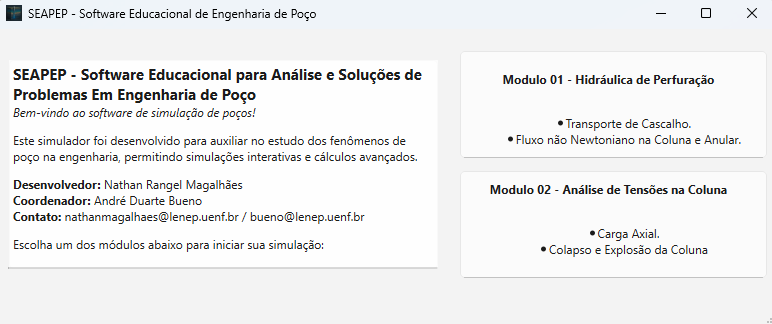 SEAPEP - Software Educacional de Engenharia de Poço
SEAPEP - Software Educacional para Análise e Soluções de
Problemas Em Engenharia de Poço
Bem-vindo ao software de simulação de poços!
Este simulador foi desenvolvido para auxiliar no estudo dos fenômenos de
poço na engenharia, permitindo simulações interativas e cálculos avançados.
Desenvolvedor: Nathan Rangel Magalhães
Coordenador: André Duarte Bueno
Contato: nathanmagalhaes@lenep.uenf.br / bueno@lenep.uenf.br
Escolha um dos módulos abaixo para iniciar sua simulação:
Modulo 01 - Hidráulica de Perfuração
•Transporte de Cascalho.
•Fluxo não Newtoniano na Coluna e Anular.
Modulo 02 - Análise de Tensões na Coluna
•Carga Axial.
•Colapso e Explosão da Coluna